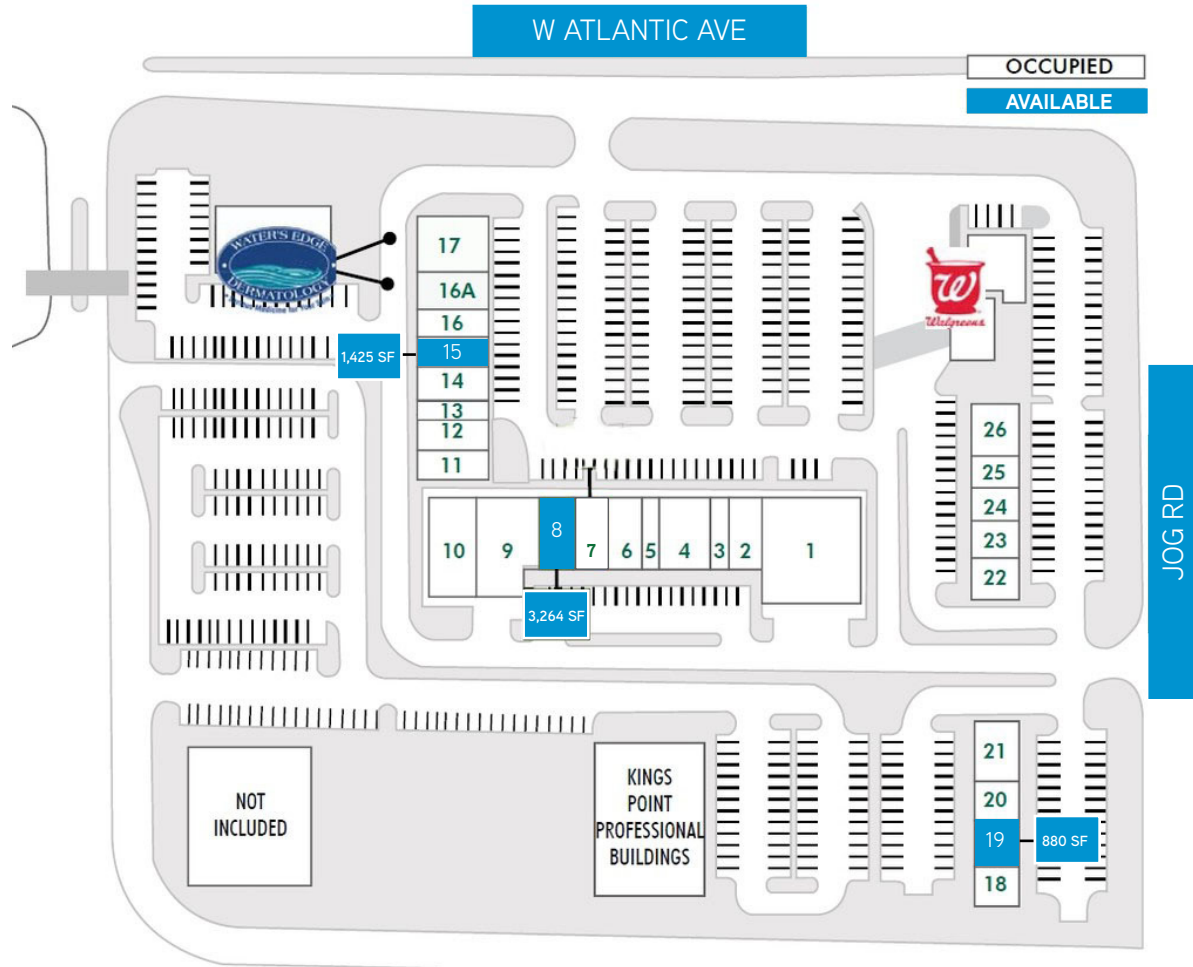 W ATLANTIC AVE
OCCUPIED
AVAILABLE
WATER'S EDGE
DERMATOLOGY
17
16A
16
1,425 SF
15
14
13
12
11
Walgreens
26
25
24
23
22
JOG RD
10
9
8
7
6
5
4
3
2
1
3,264 SF
NOT
INCLUDED
KINGS
POINT
PROFESSIONAL
BUILDINGS
21
20
19
880 SF
18